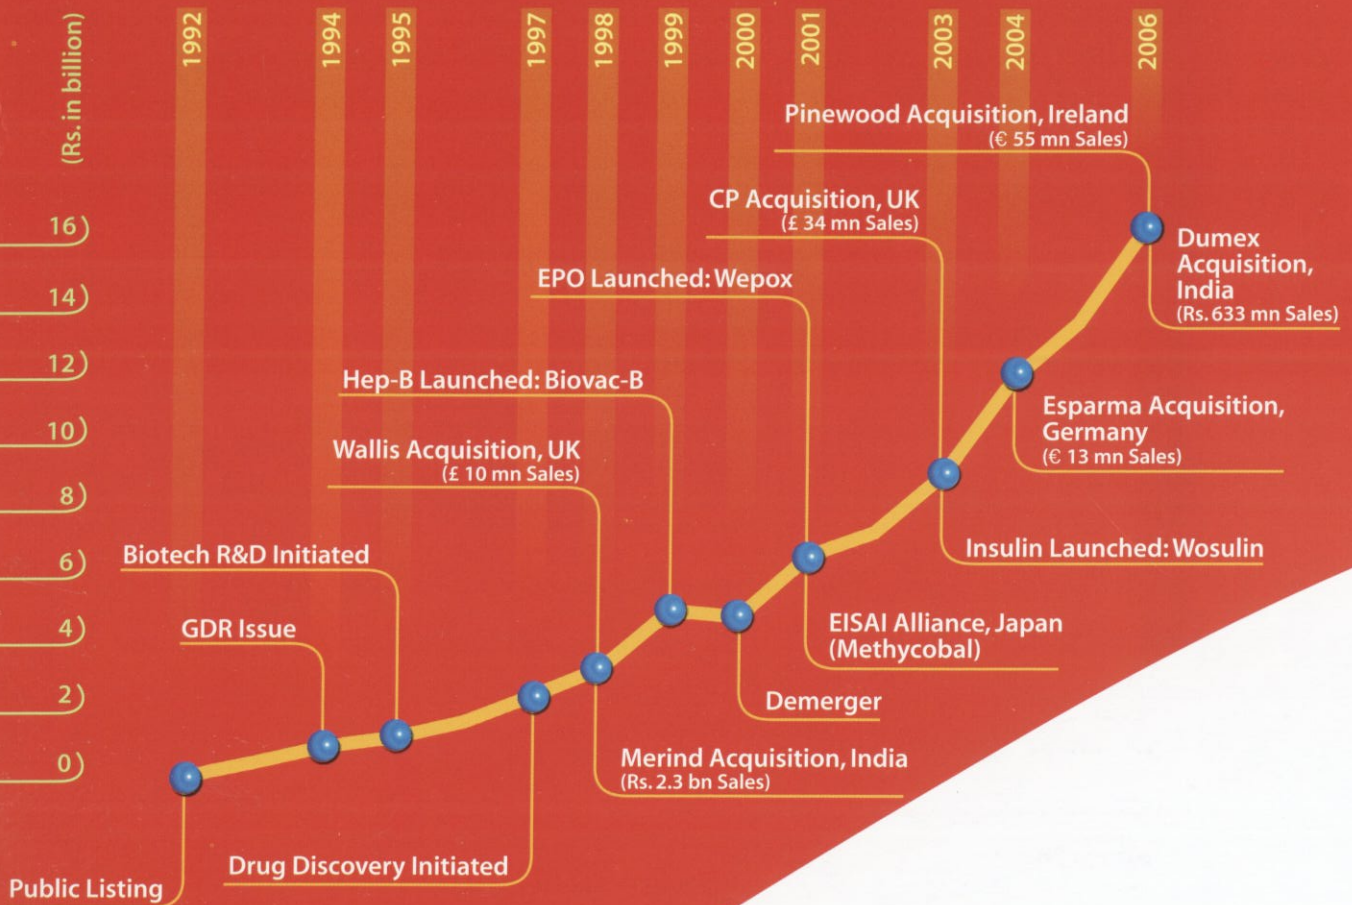 (Rs. in billion)
1992
1994
1995
1997
1998
1999
2000
2001
2003
2004
2006
16)
14)
12)
10)
8)
6)
4)
2)
0)
Pinewood Acquisition, Ireland
(€ 55 mn Sales)
CP Acquisition, UK
(£ 34 mn Sales)
Dumex
Acquisition,
India
(Rs. 633 mn Sales)
EPO Launched: Wepox
Hep-B Launched: Biovac-B
Esparma Acquisition,
Germany
(€ 13 mn Sales)
Wallis Acquisition, UK
(£ 10 mn Sales)
Biotech R&D Initiated
Insulin Launched: Wosulin
GDR Issue
EISAI Alliance, Japan
(Methycobal)
Demerger
Merind Acquisition, India
(Rs. 2.3 bn Sales)
Drug Discovery Initiated
Public Listing